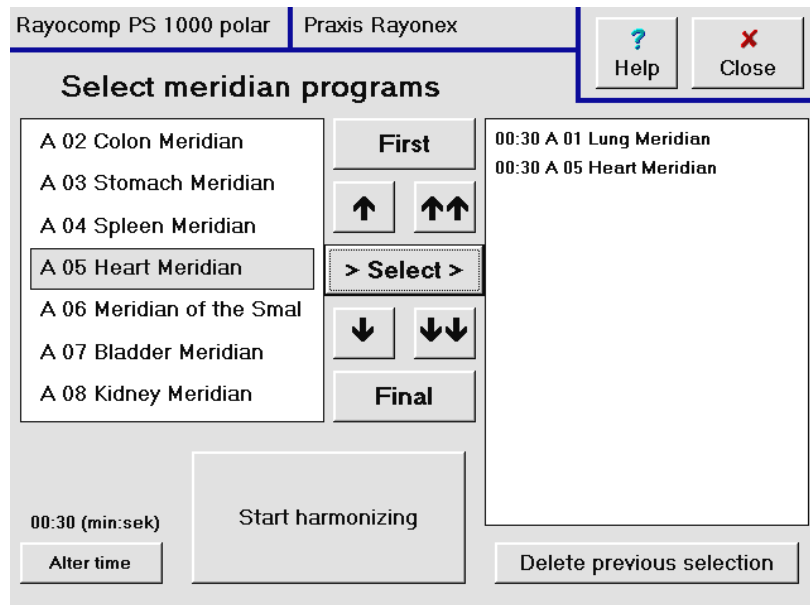 Rayocomp PS 1000 polar
Praxis Rayonex
? Help
Close
Select meridian programs
A 02 Colon Meridian
A 03 Stomach Meridian
A 04 Spleen Meridian
A 05 Heart Meridian
A 06 Meridian of the Smal
A 07 Bladder Meridian
A 08 Kidney Meridian
First
> Select >
Final
00:30 A 01 Lung Meridian
00:30 A 05 Heart Meridian
00:30 (min:sek)
Alter time
Start harmonizing
Delete previous selection